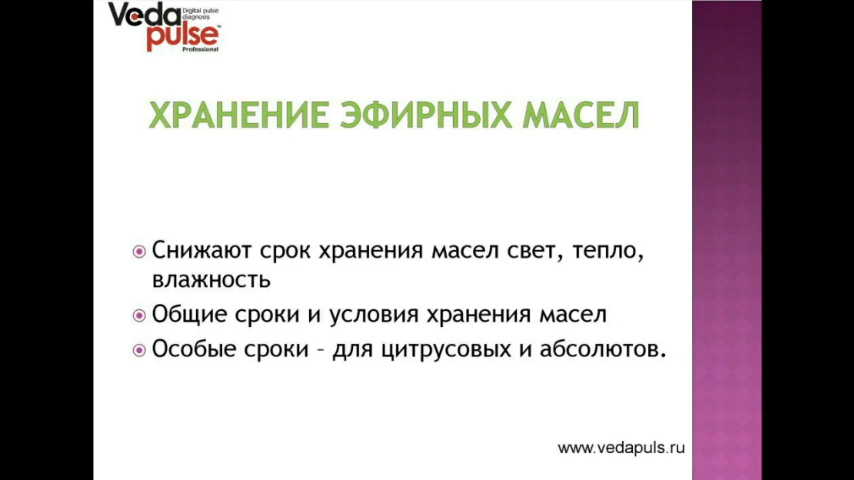 Veda Digital pulse
diagnosis
pulse™
Professional
ХРАНЕНИЕ ЭФИРНЫХ МАСЕЛ
Снижают срок хранения масел свет, тепло,
влажность
Общие сроки и условия хранения масел
Особые сроки – для цитрусовых и абсолютов.
www.vedapuls.ru